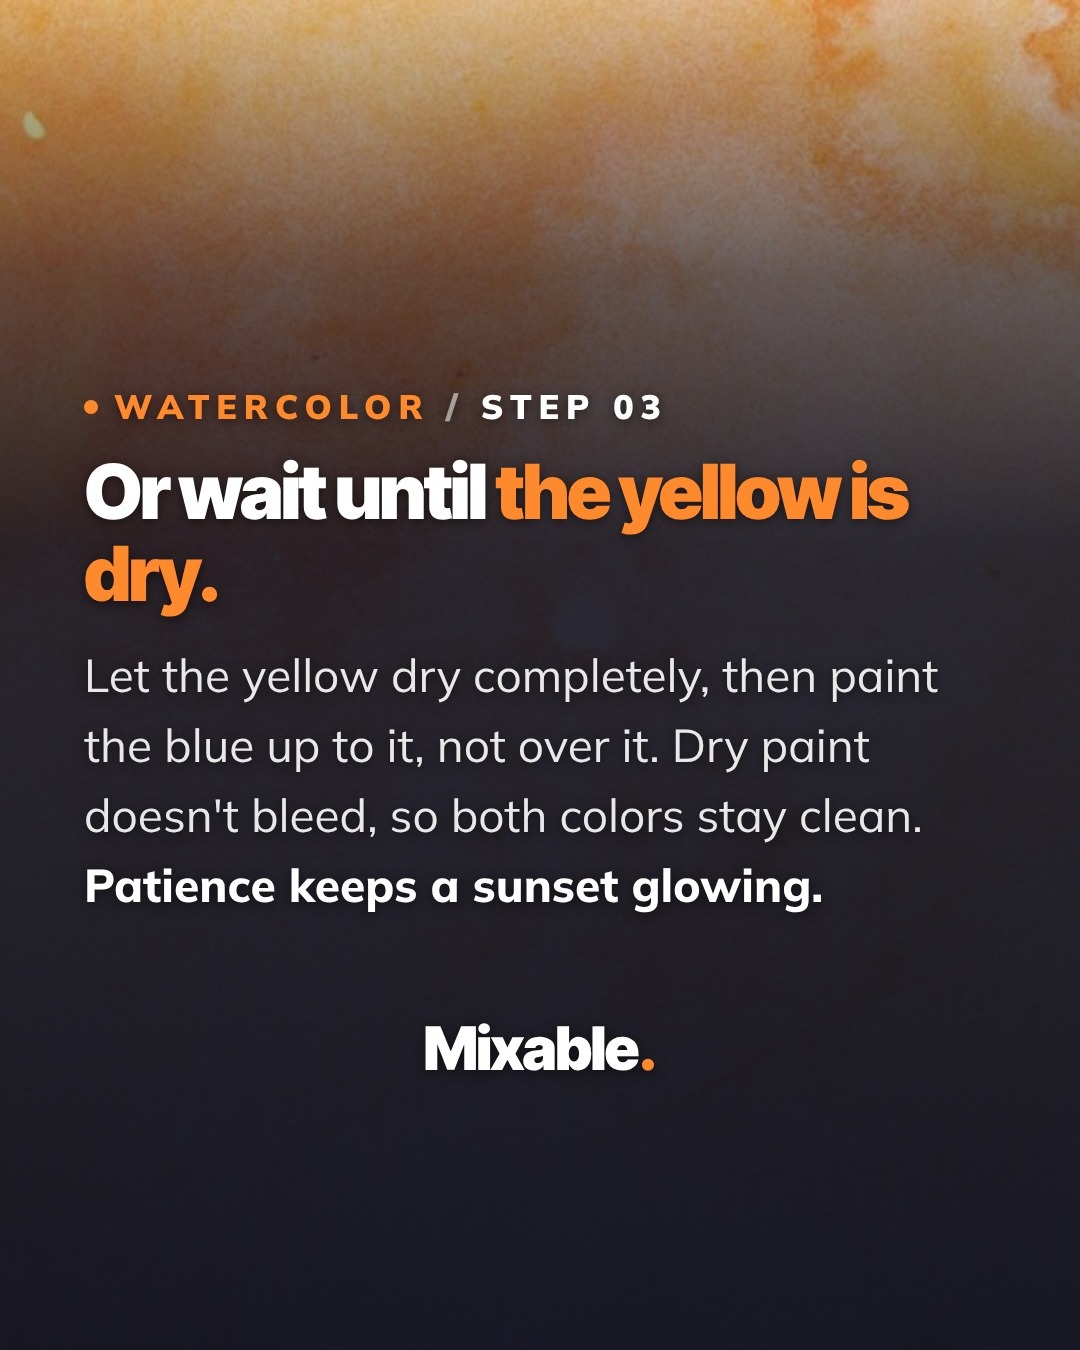 • WATERCOLOR / STEP 03
Or wait until the yellow is
dry.
Let the yellow dry completely, then paint
the blue up to it, not over it. Dry paint
doesn't bleed, so both colors stay clean.
Patience keeps a sunset glowing.
Mixable.